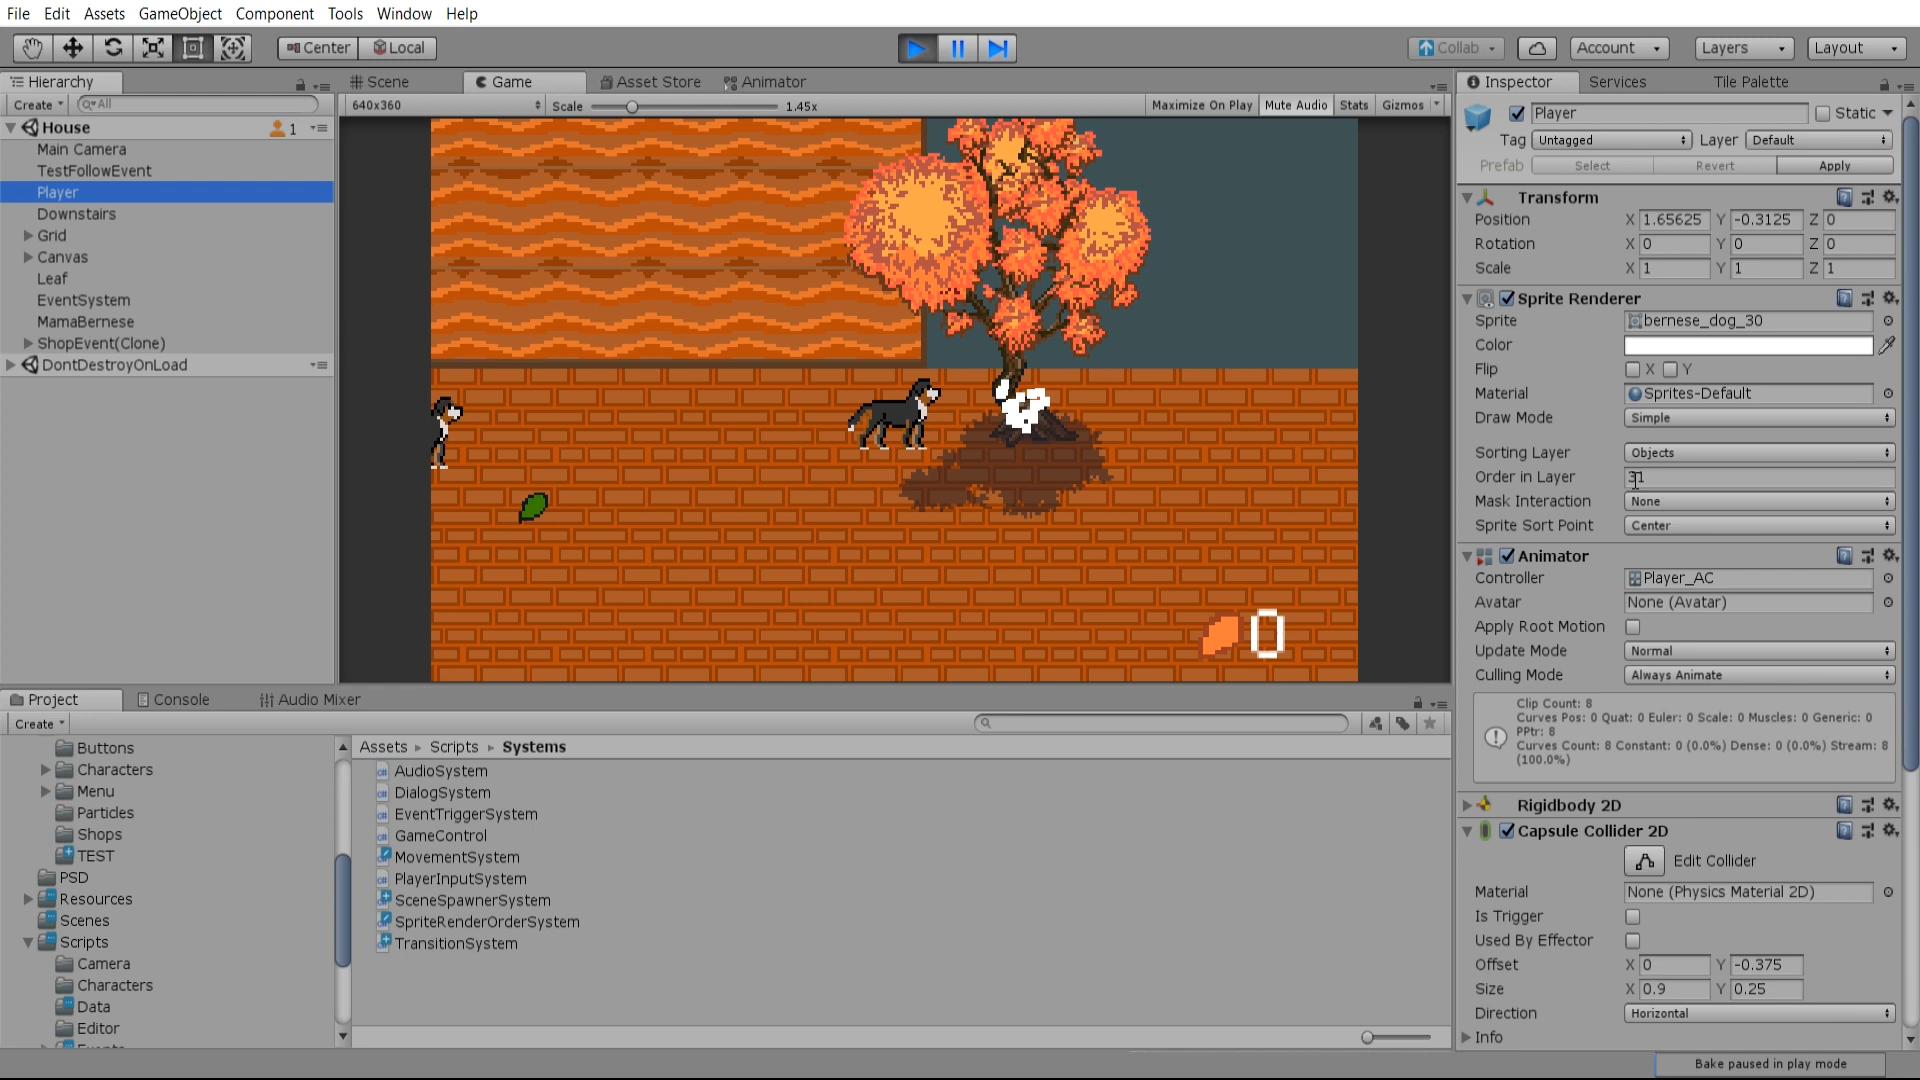 File Edit Assets GameObject Component Tools Window Help
Center Local Collab Account Layers Layout
Hierarchy
Create All
House 1
Main Camera
TestFollowEvent
Player
Downstairs
Grid
Canvas
Leaf
EventSystem
MamaBernese
ShopEvent(Clone)
DontDestroyOnLoad
Scene Game Asset Store Animator
640x360 Scale 1.45x Maximize On Play Mute Audio Stats Gizmos
0
Inspector Services Tile Palette
Player Static
Tag Untagged Layer Default
Prefab Select Revert Apply
Transform
Position X 1.65625 Y -0.3125 Z 0
Rotation X 0 Y 0 Z 0
Scale X 1 Y 1 Z 1
Sprite Renderer
Sprite bernese_dog_30
Color
Flip X Y
Material Sprites-Default
Draw Mode Simple
Sorting Layer Objects
Order in Layer 31
Mask Interaction None
Sprite Sort Point Center
Animator
Controller Player_AC
Avatar None (Avatar)
Apply Root Motion
Update Mode Normal
Culling Mode Always Animate
Clip Count: 8
Curves Pos: 0 Quat: 0 Euler: 0 Scale: 0 Muscles: 0 Generic: 0
PPtr: 8
Curves Count: 8 Constant: 0 (0.0%) Dense: 0 (0.0%) Stream: 8
(100.0%)
Rigidbody 2D
Capsule Collider 2D
Edit Collider
Material None (Physics Material 2D)
Is Trigger
Used By Effector
Offset X 0 Y -0.375
Size X 0.9 Y 0.25
Direction Horizontal
Info
Project Console Audio Mixer
Create
Buttons
Characters
Menu
Particles
Shops
TEST
PSD
Resources
Scenes
Scripts
Camera
Characters
Data
Editor
Assets Scripts Systems
AudioSystem
DialogSystem
EventTriggerSystem
GameControl
MovementSystem
PlayerInputSystem
SceneSpawnerSystem
SpriteRenderOrderSystem
TransitionSystem
Bake paused in play mode